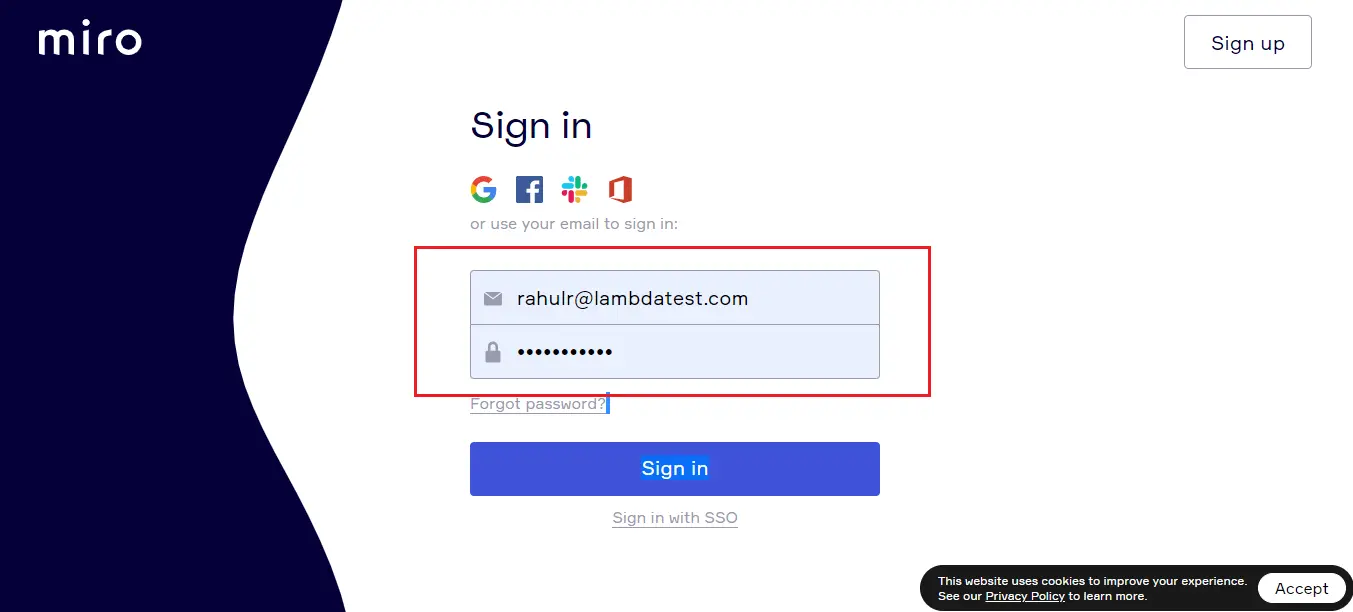 miro
Sign up
Sign in
or use your email to sign in:
rahulr@lambdatest.com
•••••••••••
Forgot password?
Sign in
Sign in with SSO
This website uses cookies to improve your experience.
See our Privacy Policy to learn more.
Accept